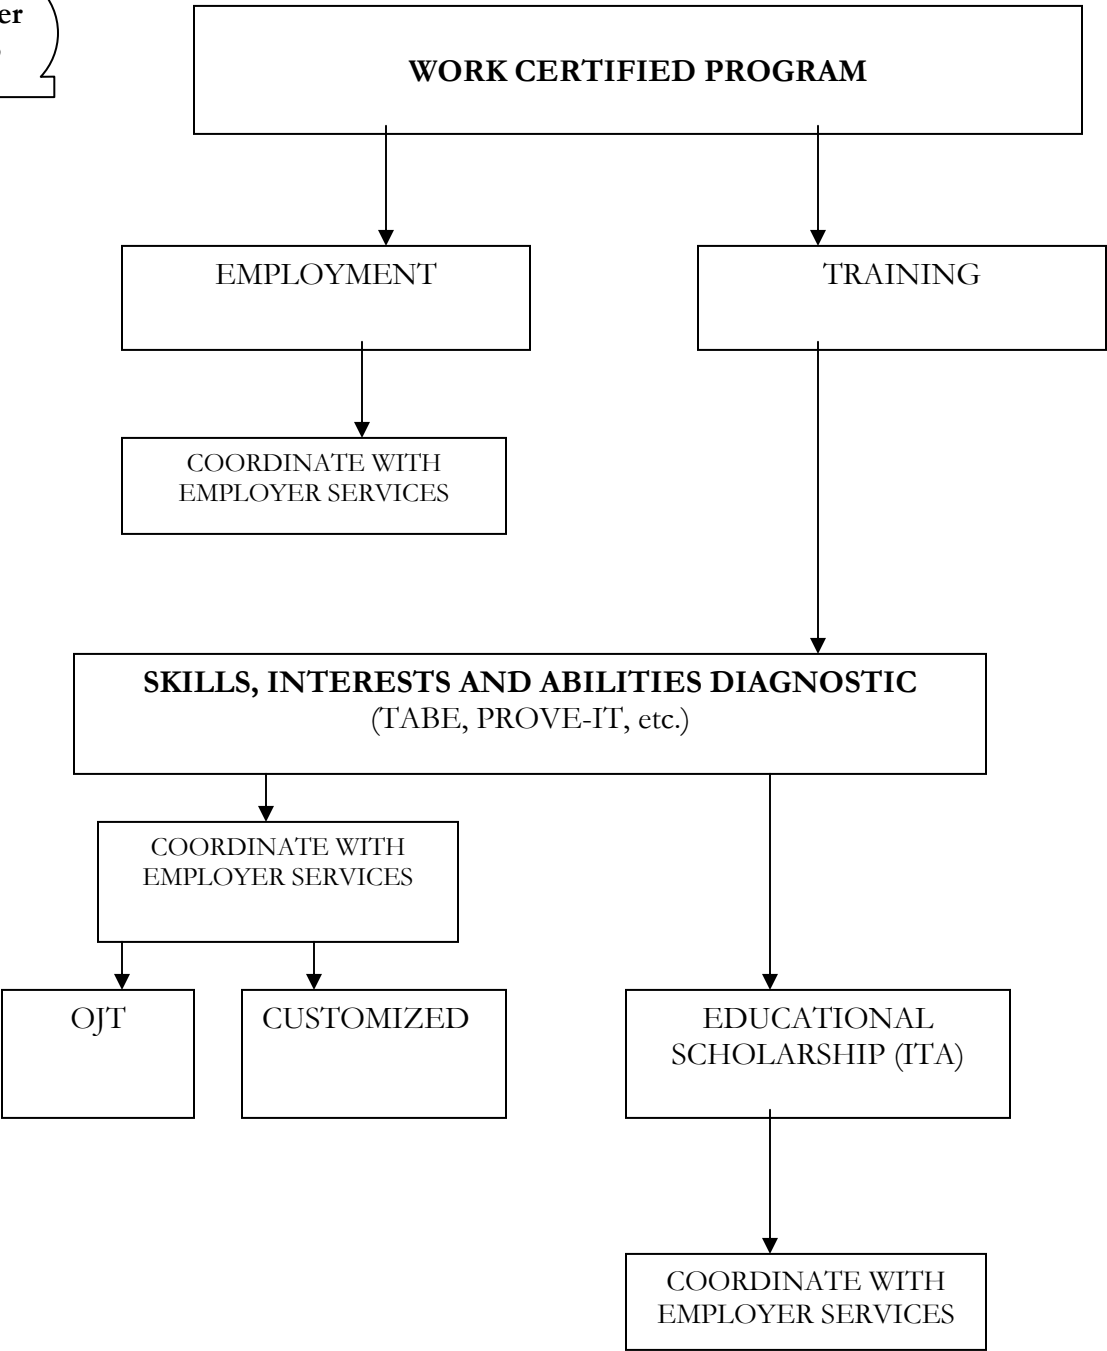 WORK CERTIFIED PROGRAM
EMPLOYMENT
TRAINING
COORDINATE WITH
EMPLOYER SERVICES
SKILLS, INTERESTS AND ABILITIES DIAGNOSTIC
(TABE, PROVE-IT, etc.)
COORDINATE WITH
EMPLOYER SERVICES
OJT
CUSTOMIZED
EDUCATIONAL
SCHOLARSHIP (ITA)
COORDINATE WITH
EMPLOYER SERVICES